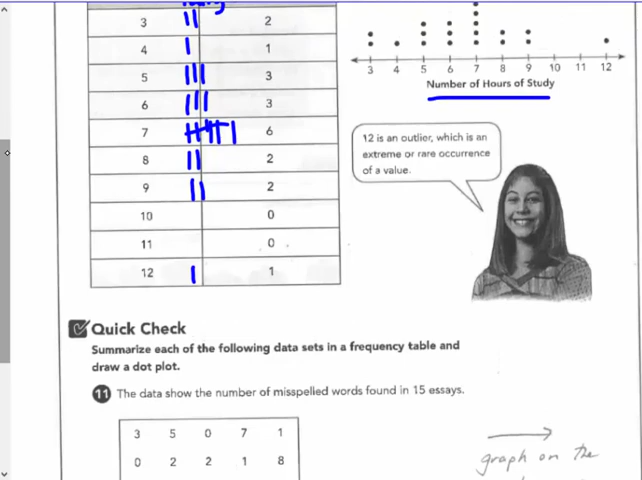 3 2
4 1
5 3
6 3
7 6
8 2
9 2
10 0
11 0
12 1
3 4 5 6 7 8 9 10 11 12
Number of Hours of Study
12 is an outlier, which is an
extreme or rare occurrence
of a value.
Quick Check
Summarize each of the following data sets in a frequency table and
draw a dot plot.
11 The data show the number of misspelled words found in 15 essays.
3 5 0 7 1
0 2 2 1 8
graph on the